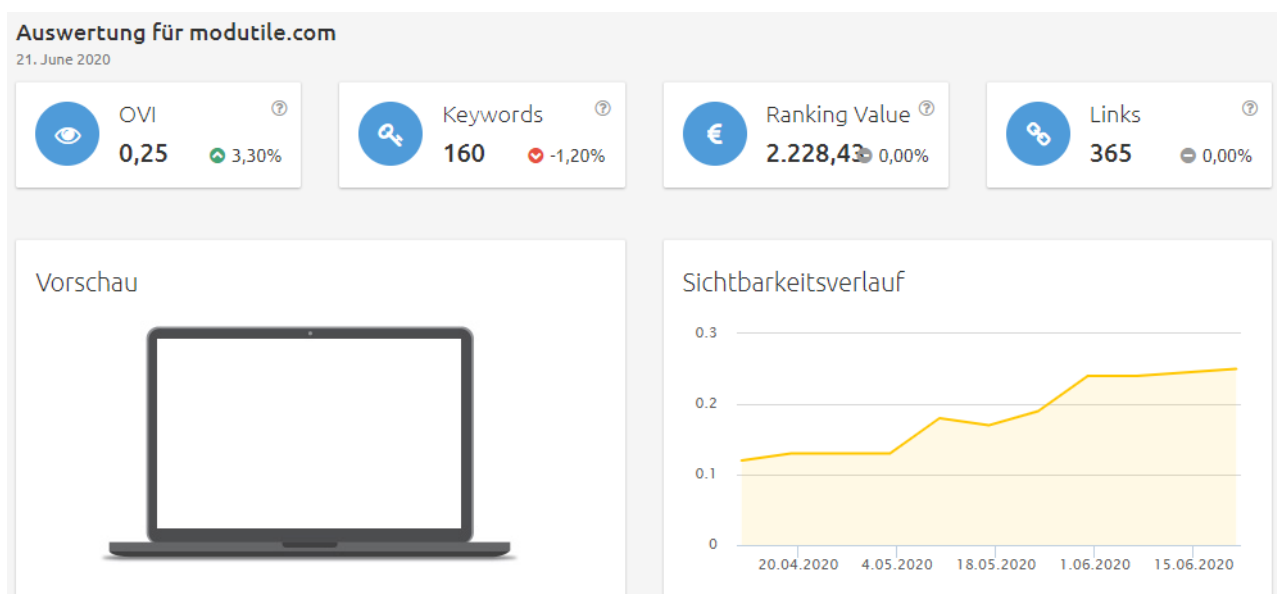 Auswertung für modutile.com
21. June 2020
OVI
0,25 3,30%
Keywords
160 -1,20%
Ranking Value
2.228,43 0,00%
Links
365 0,00%
Vorschau
Sichtbarkeitsverlauf
0.3
0.2
0.1
0
20.04.2020 4.05.2020 18.05.2020 1.06.2020 15.06.2020